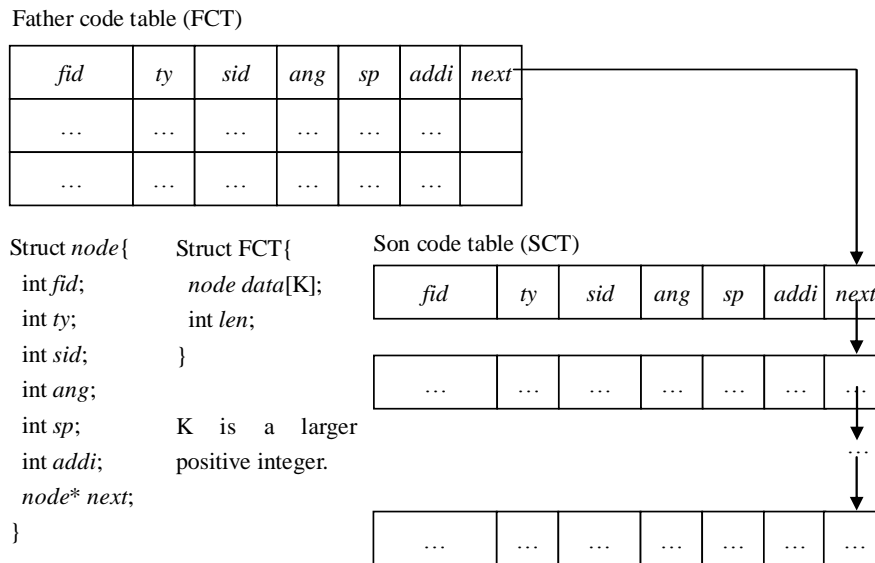 Father code table (FCT)
fid ty sid ang sp addi next
… … … … … …
… … … … … …
Struct node{
int fid;
int ty;
int sid;
int ang;
int sp;
int addi;
node* next;
}
Struct FCT{
node data[K];
int len;
}
K is a larger
positive integer.
Son code table (SCT)
fid ty sid ang sp addi next
… … … … … … …
…
… … … … … … …